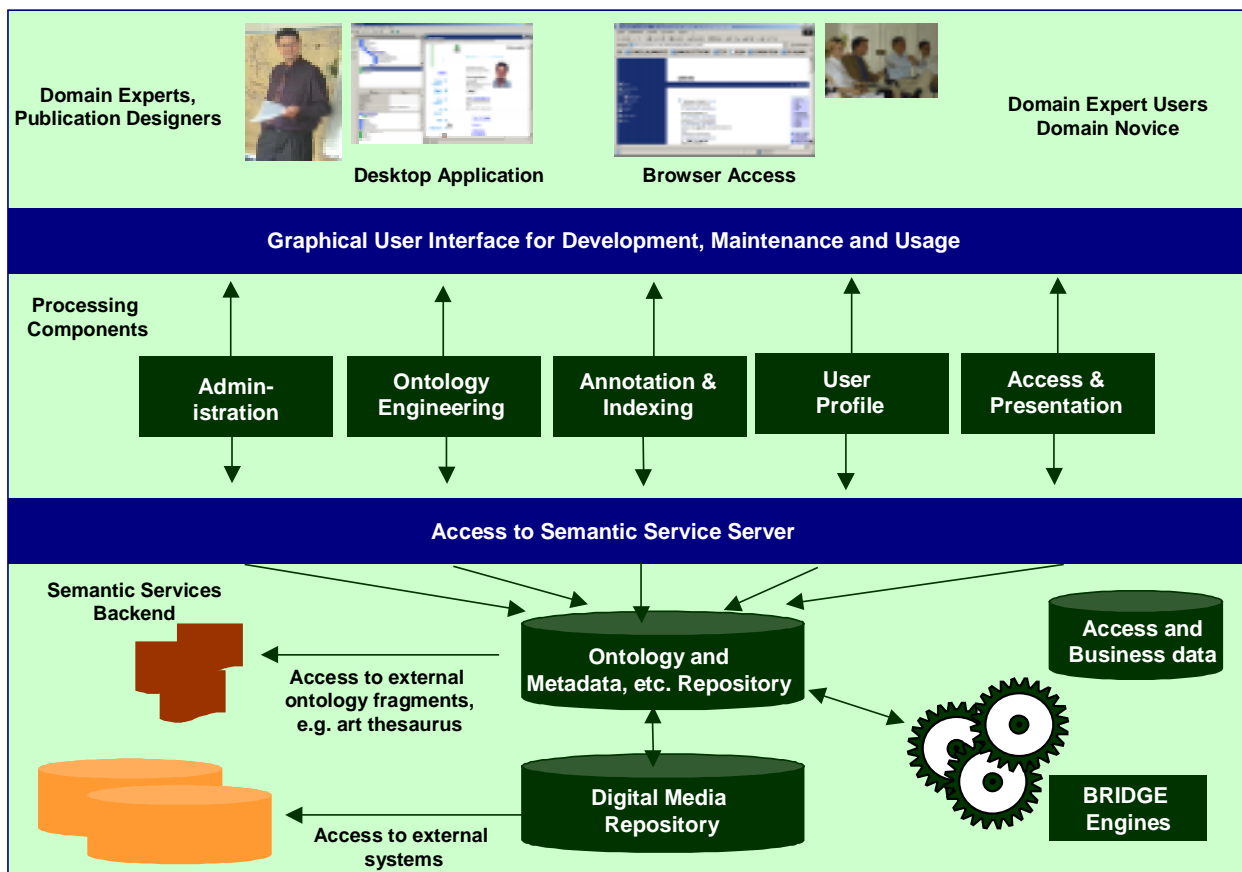 Domain Experts,
Publication Designers
Desktop Application
Browser Access
Domain Expert Users
Domain Novice
Graphical User Interface for Development, Maintenance and Usage
Processing
Components
Admin-
istration
Ontology
Engineering
Annotation &
Indexing
User
Profile
Access &
Presentation
Access to Semantic Service Server
Semantic Services
Backend
Access to external
ontology fragments,
e.g. art thesaurus
Ontology and
Metadata, etc. Repository
Access and
Business data
Digital Media
Repository
Access to external
systems
BRIDGE
Engines